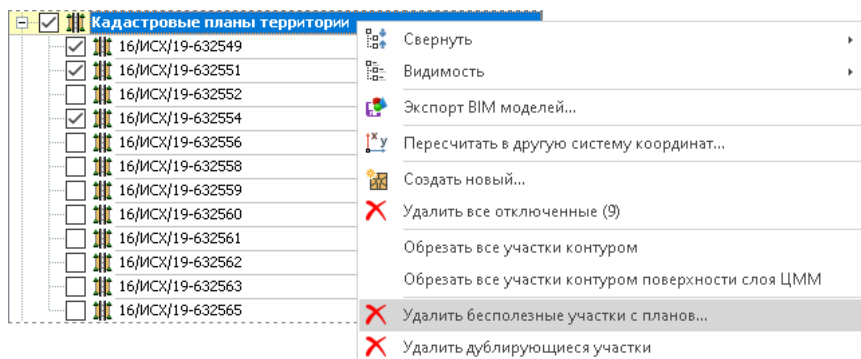 Кадастровые планы территории
16/ИСХ/19-632549
16/ИСХ/19-632551
16/ИСХ/19-632552
16/ИСХ/19-632554
16/ИСХ/19-632556
16/ИСХ/19-632558
16/ИСХ/19-632559
16/ИСХ/19-632560
16/ИСХ/19-632561
16/ИСХ/19-632562
16/ИСХ/19-632563
16/ИСХ/19-632565
Свернуть
Видимость
Экспорт BIM моделей...
Пересчитать в другую систему координат...
Создать новый...
Удалить все отключенные (9)
Обрезать все участки контуром
Обрезать все участки контуром поверхности слоя ЦММ
Удалить бесполезные участки с планов...
Удалить дублирующиеся участки